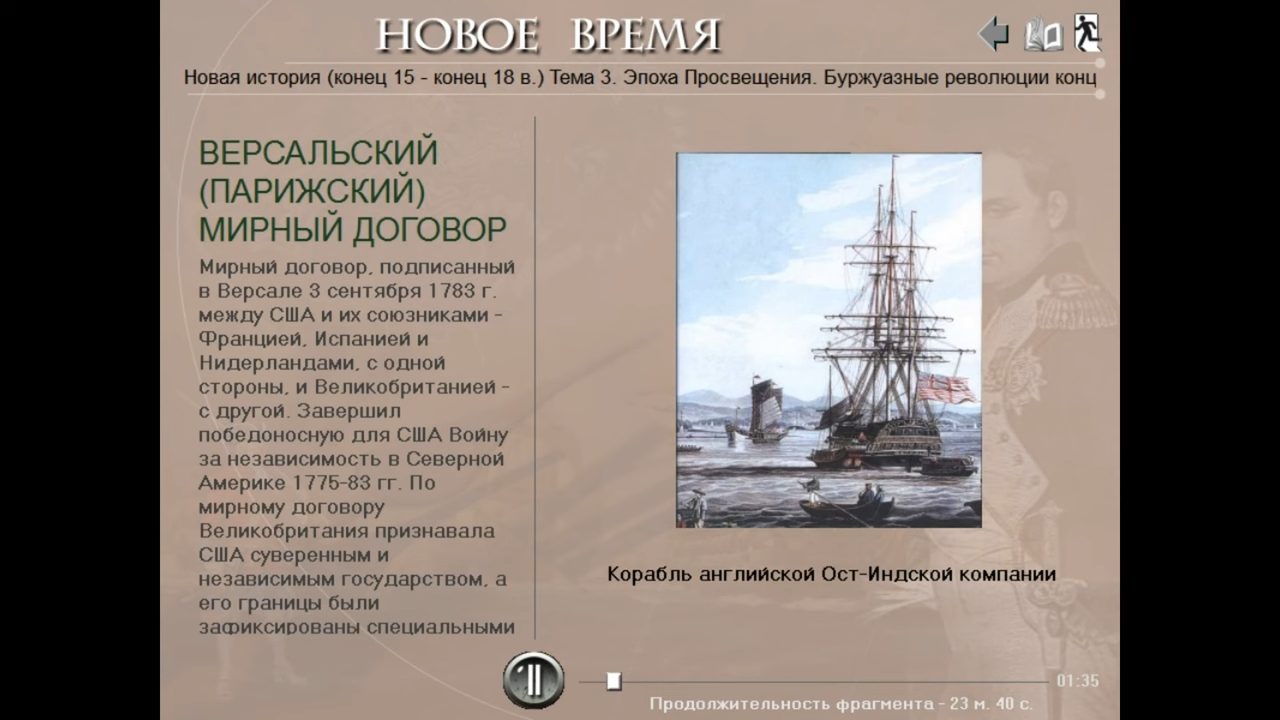 НОВОЕ ВРЕМЯ
Новая история (конец 15 - конец 18 в.) Тема 3. Эпоха Просвещения. Буржуазные революции конц
ВЕРСАЛЬСКИЙ
(ПАРИЖСКИЙ)
МИРНЫЙ ДОГОВОР
Мирный договор, подписанный
в Версале 3 сентября 1783 г.
между США и их союзниками -
Францией, Испанией и
Нидерландами, с одной
стороны, и Великобританией -
с другой. Завершил
победоносную для США Войну
за независимость в Северной
Америке 1775-83 гг. По
мирному договору
Великобритания признавала
США суверенным и
независимым государством, а
его границы были
зафиксированы специальными
Корабль английской Ост-Индской компании
01:35
Продолжительность фрагмента - 23 м. 40 с.